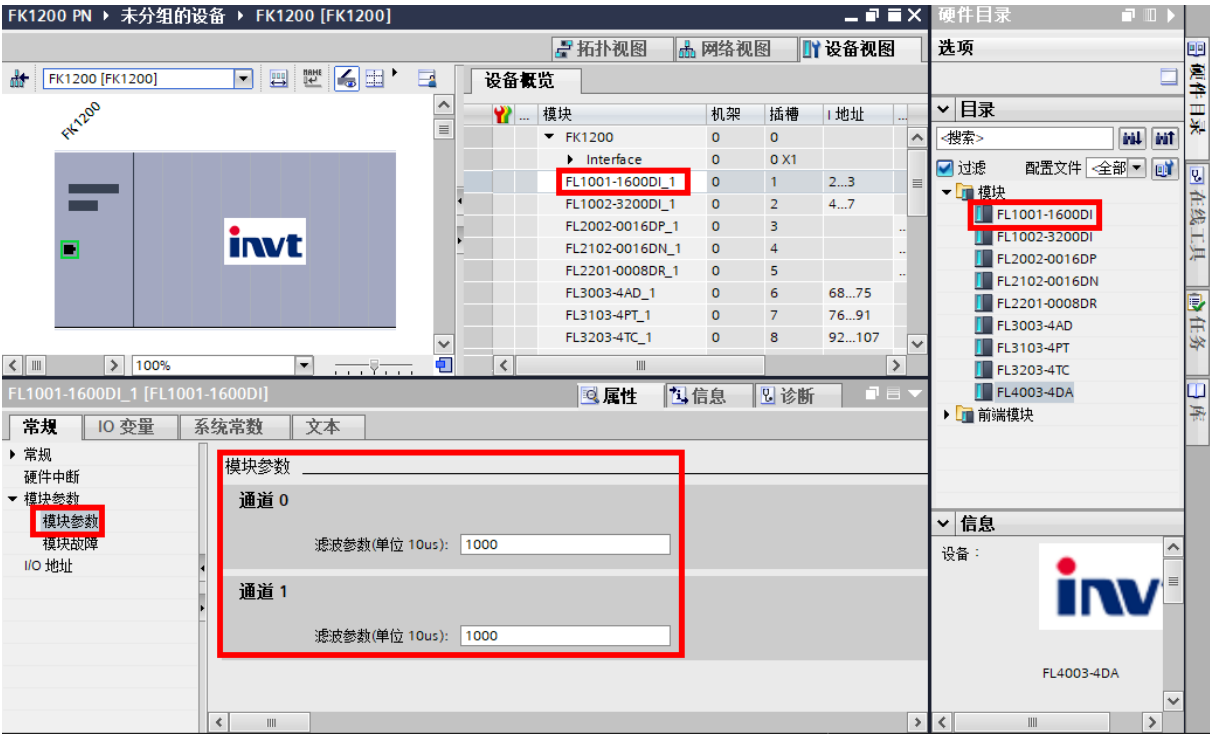 FK1200 PN ▸ 未分组的设备 ▸ FK1200 [FK1200]
拓扑视图 网络视图 设备视图
FK1200 [FK1200]
FK1200
invt
100%
设备概览
... 模块 机架 插槽 I 地址 ...
FK1200 0 0
Interface 0 0 X1
FL1001-1600DI_1 0 1 2...3
FL1002-3200DI_1 0 2 4...7
FL2002-0016DP_1 0 3 ..
FL2102-0016DN_1 0 4 ..
FL2201-0008DR_1 0 5 ..
FL3003-4AD_1 0 6 68...75
FL3103-4PT_1 0 7 76...91
FL3203-4TC_1 0 8 92...107
FL1001-1600DI_1 [FL1001-1600DI]
属性 信息 诊断
常规 IO 变量 系统常数 文本
常规
硬件中断
模块参数
模块参数
模块故障
I/O 地址
模块参数
通道 0
滤波参数(单位 10us): 1000
通道 1
滤波参数(单位 10us): 1000
硬件目录
选项
目录
<搜索>
过滤 配置文件 <全部
模块
FL1001-1600DI
FL1002-3200DI
FL2002-0016DP
FL2102-0016DN
FL2201-0008DR
FL3003-4AD
FL3103-4PT
FL3203-4TC
FL4003-4DA
前端模块
信息
设备：
inv
FL4003-4DA
硬件目录
在线工具
任务
库